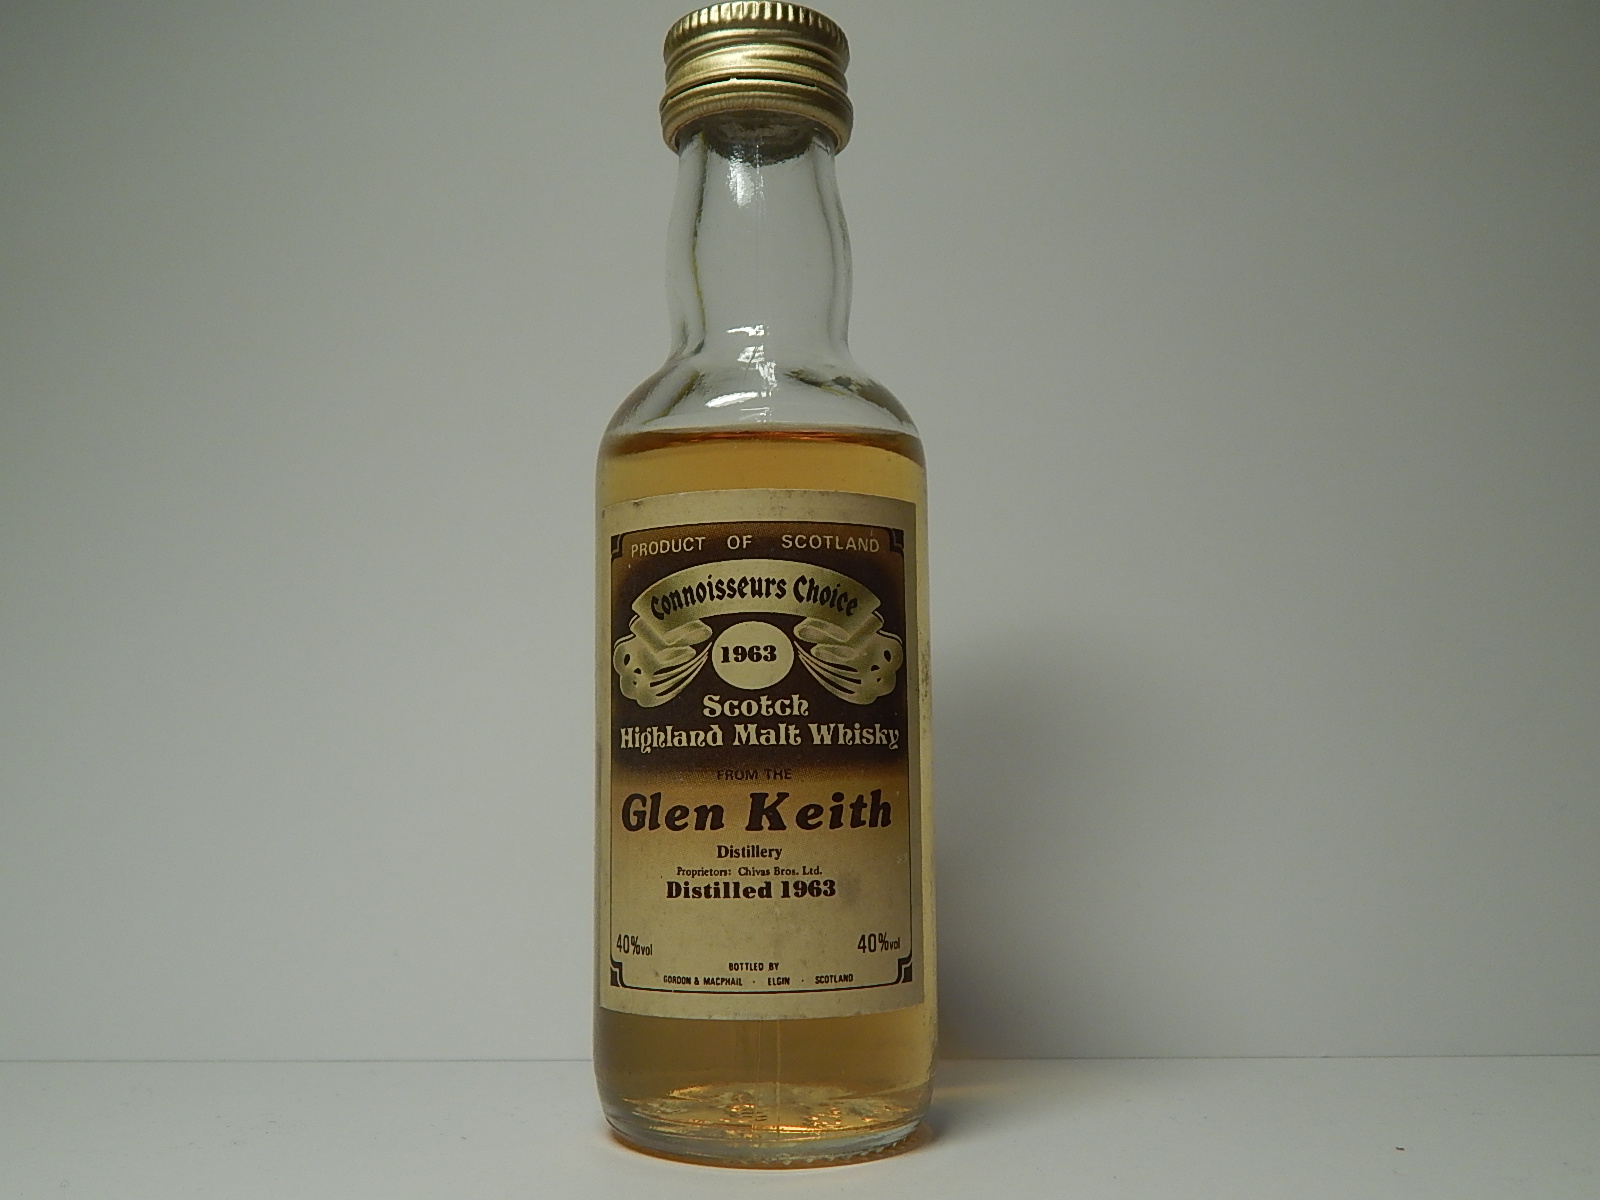 PRODUCT OF SCOTLAND
Connoisseurs Choice
1963
Scotch
Highland Malt Whisky
FROM THE
Glen Keith
Distillery
Proprietors: Chivas Bros. Ltd.
Distilled 1963
40%vol 40%vol
BOTTLED BY
GORDON & MACPHAIL · ELGIN · SCOTLAND